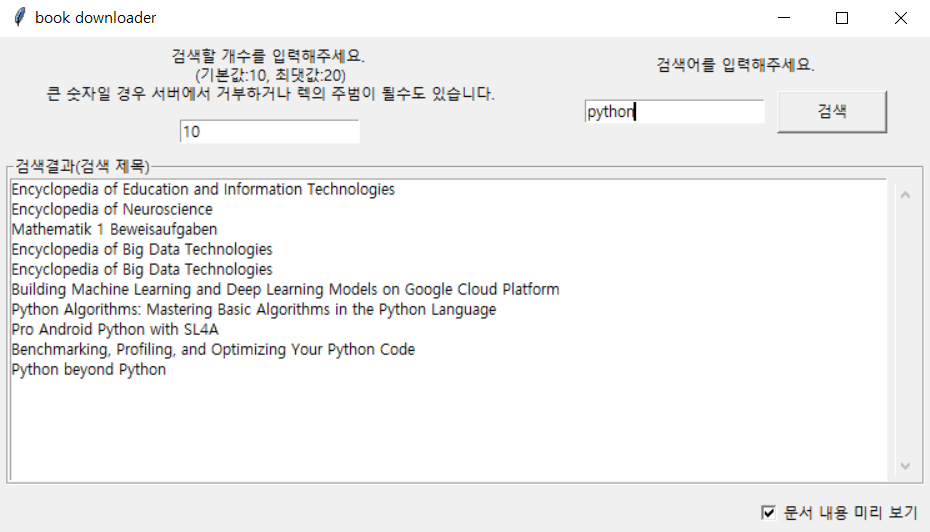 book downloader
검색할 개수를 입력해주세요.
(기본값:10, 최댓값:20)
큰 숫자일 경우 서버에서 거부하거나 렉의 주범이 될수도 있습니다.
10
검색어를 입력해주세요.
python
검색
검색결과(검색 제목)
Encyclopedia of Education and Information Technologies
Encyclopedia of Neuroscience
Mathematik 1 Beweisaufgaben
Encyclopedia of Big Data Technologies
Encyclopedia of Big Data Technologies
Building Machine Learning and Deep Learning Models on Google Cloud Platform
Python Algorithms: Mastering Basic Algorithms in the Python Language
Pro Android Python with SL4A
Benchmarking, Profiling, and Optimizing Your Python Code
Python beyond Python
문서 내용 미리 보기